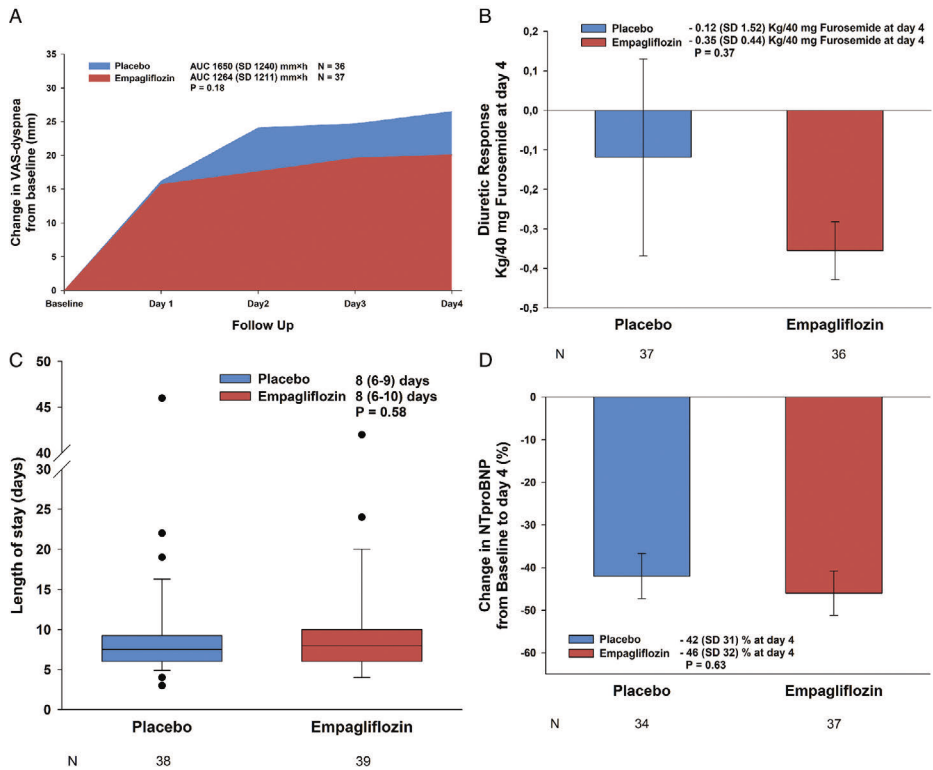 A
Placebo AUC 1650 (SD 1240) mm×h N = 36
Empagliflozin AUC 1264 (SD 1211) mm×h N = 37
P = 0.18
Change in VAS-dyspnea
from baseline (mm)
35
30
25
20
15
10
5
0
Baseline Day 1 Day2 Day3 Day4
Follow Up
B
Placebo - 0.12 (SD 1.52) Kg/40 mg Furosemide at day 4
Empagliflozin - 0.35 (SD 0.44) Kg/40 mg Furosemide at day 4
P = 0.37
Diuretic Response
Kg/40 mg Furosemide at day 4
0,2
0,1
0,0
-0,1
-0,2
-0,3
-0,4
-0,5
Placebo Empagliflozin
N 37 36
C
Placebo 8 (6-9) days
Empagliflozin 8 (6-10) days
P = 0.58
Length of stay (days)
50
45
40
30
25
20
15
10
5
0
Placebo Empagliflozin
N 38 39
D
Change in NTproBNP
from Baseline to day 4 (%)
0
-10
-20
-30
-40
-50
-60
Placebo - 42 (SD 31) % at day 4
Empagliflozin - 46 (SD 32) % at day 4
P = 0.63
Placebo Empagliflozin
N 34 37